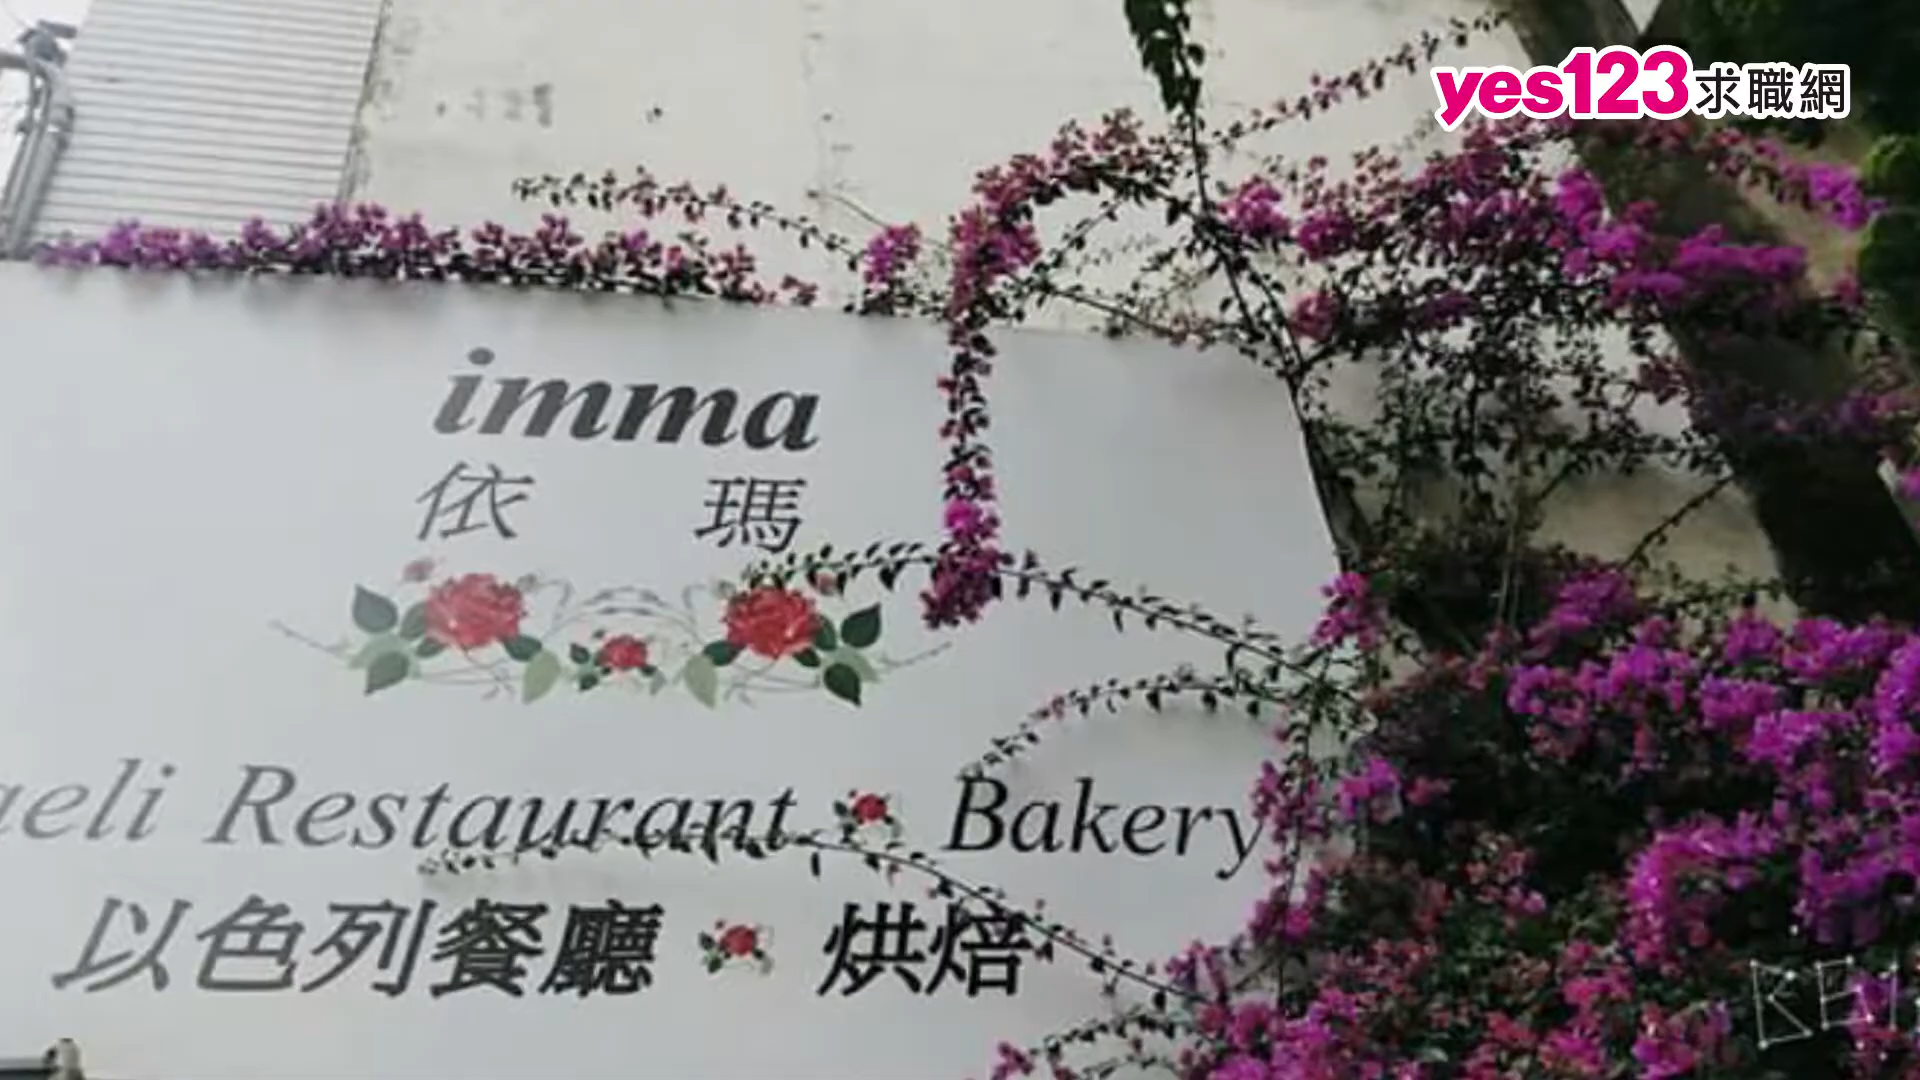 yes123求職網
imma
依瑪
aeli Restaurant Bakery
以色列餐廳 烘焙